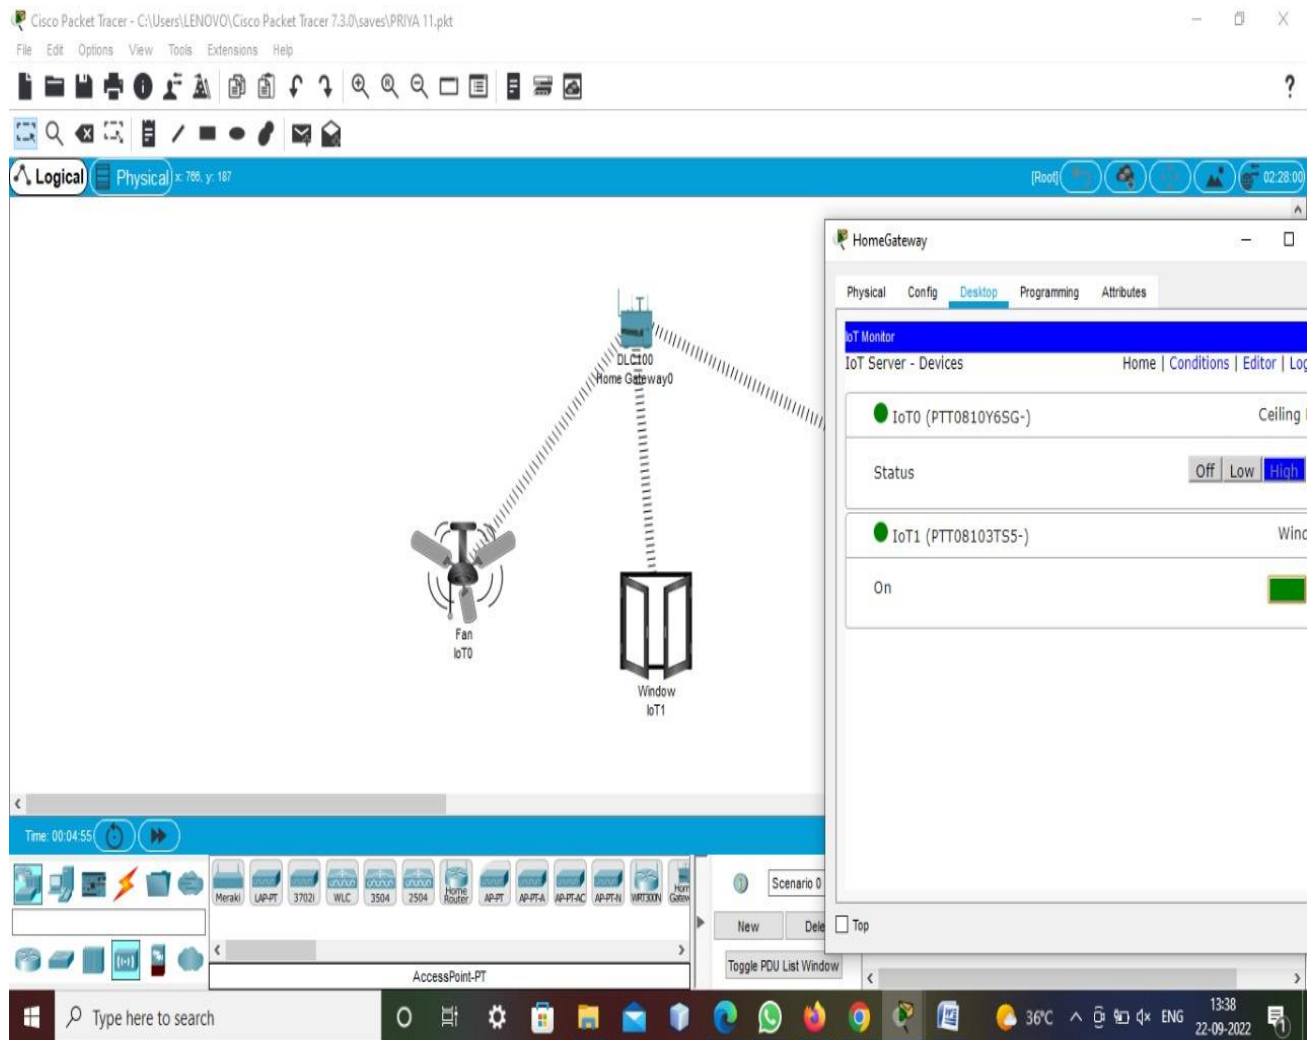 Cisco Packet Tracer - C:\Users\LENOVO\Cisco Packet Tracer 7.3.0\saves\PRIYA 11.pkt
File Edit Options View Tools Extensions Help
?
Logical Physical x: 766, y: 187 [Root] 02:28:00
HomeGateway
Physical Config Desktop Programming Attributes
IoT Monitor
IoT Server - Devices Home | Conditions | Editor | Log
IoT0 (PTT0810Y6SG-) Ceiling
Status Off Low High
IoT1 (PTT08103TS5-) Wind
On
DLC100
Home Gateway0
Fan
IoT0
Window
IoT1
Time: 00:04:55
Meraki LAP-PT 3702i WLC 3504 2504 Home Router AP-PT AP-PT-A AP-PT-AC AP-PT-N WRT300N Hom Gatew
Scenario 0
New Dele Top
Toggle PDU List Window
AccessPoint-PT
Type here to search
36°C ENG 13:38
22-09-2022
1